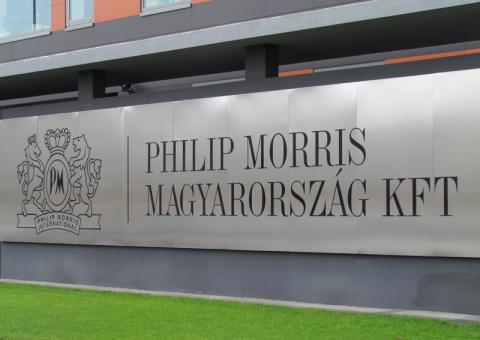 PM
PHILIP MORRIS
INTERNATIONAL
PHILIP MORRIS
MAGYARORSZÁG KFT